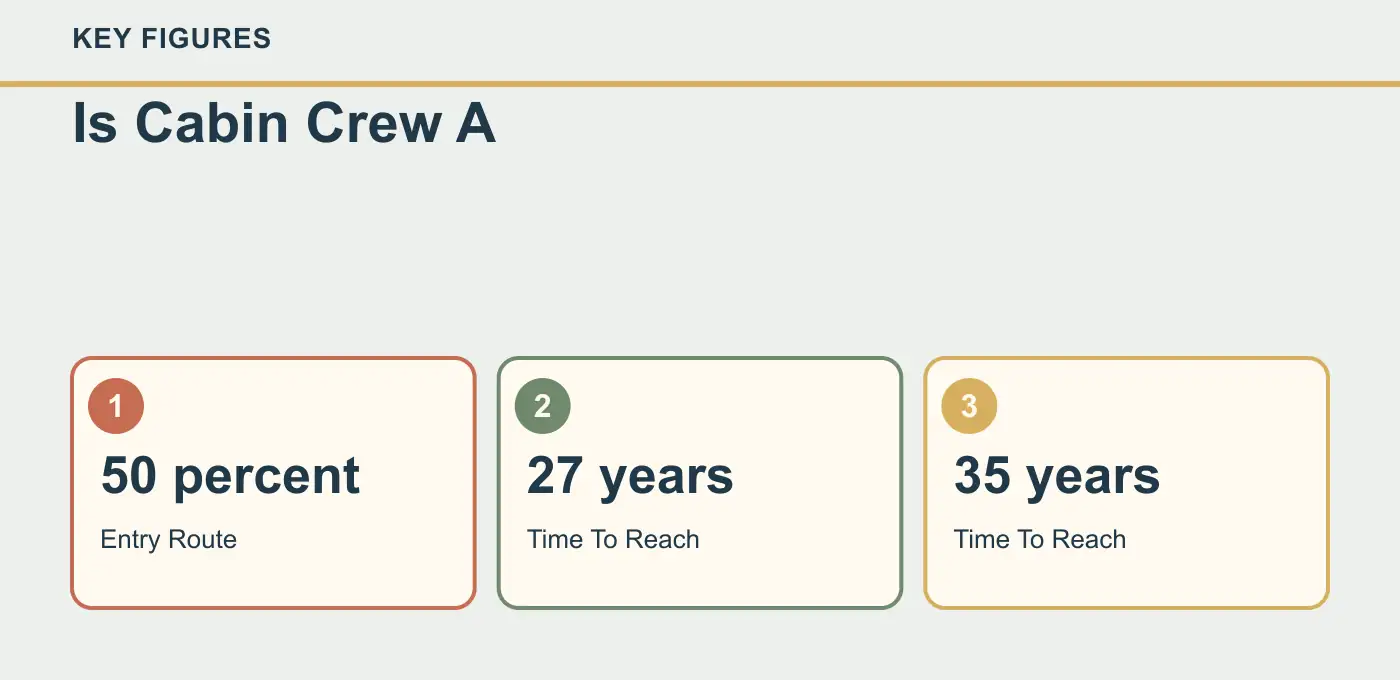 KEY FIGURES
Is Cabin Crew A
1
50 percent
Entry Route
2
27 years
Time To Reach
3
35 years
Time To Reach